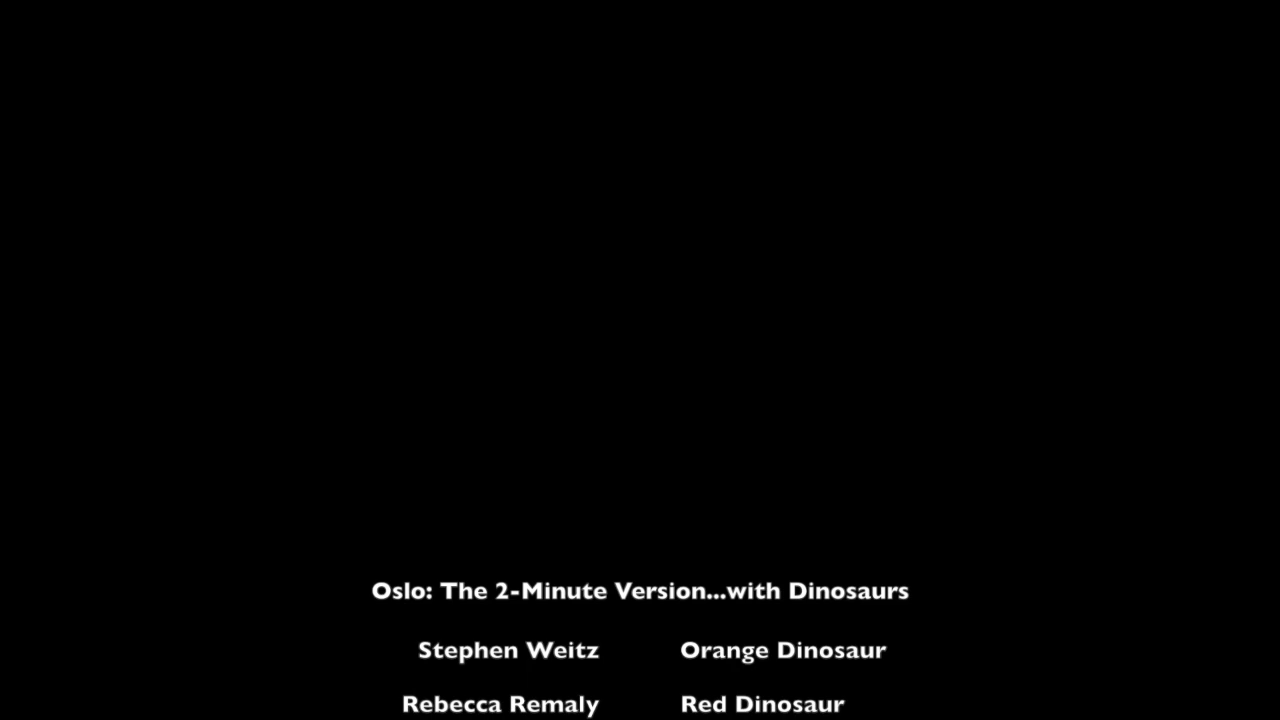 Oslo: The 2-Minute Version...with Dinosaurs
Stephen Weitz Orange Dinosaur
Rebecca Remaly Red Dinosaur